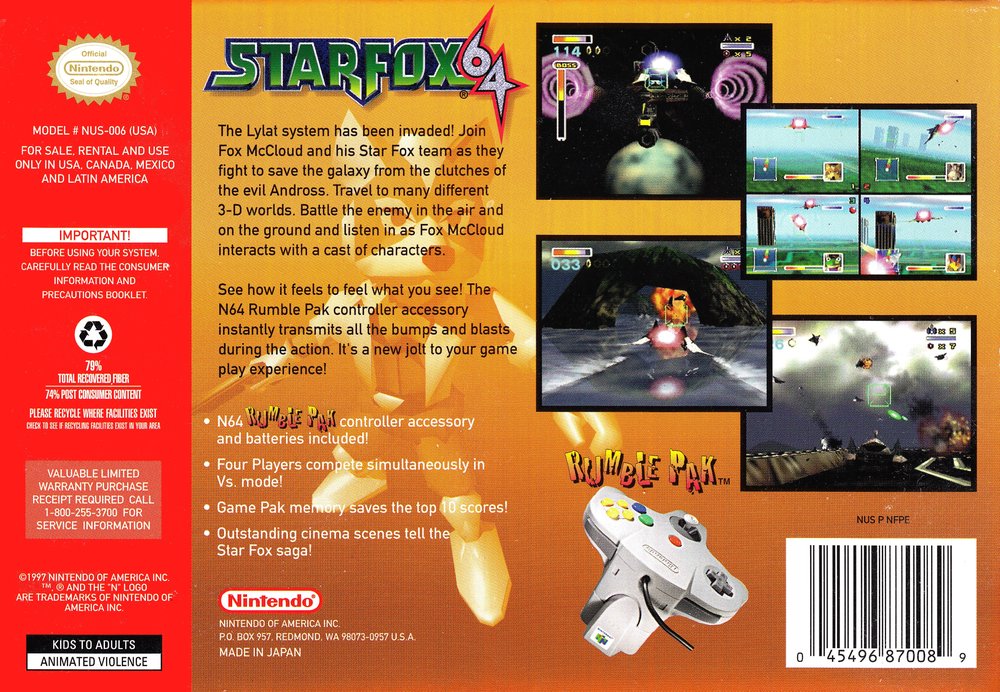 Official
Nintendo
Seal of Quality
MODEL # NUS-006 (USA)
FOR SALE, RENTAL AND USE
ONLY IN USA, CANADA, MEXICO
AND LATIN AMERICA
IMPORTANT!
BEFORE USING YOUR SYSTEM,
CAREFULLY READ THE CONSUMER
INFORMATION AND
PRECAUTIONS BOOKLET.
79%
TOTAL RECOVERED FIBER
74% POST CONSUMER CONTENT
PLEASE RECYCLE WHERE FACILITIES EXIST
CHECK TO SEE IF RECYCLING FACILITIES EXIST IN YOUR AREA
VALUABLE LIMITED
WARRANTY PURCHASE
RECEIPT REQUIRED CALL
1-800-255-3700 FOR
SERVICE INFORMATION
©1997 NINTENDO OF AMERICA INC.
™, ® AND THE "N" LOGO
ARE TRADEMARKS OF NINTENDO OF
AMERICA INC.
KIDS TO ADULTS
ANIMATED VIOLENCE
STARFOX 64 ®
The Lylat system has been invaded! Join
Fox McCloud and his Star Fox team as they
fight to save the galaxy from the clutches of
the evil Andross. Travel to many different
3-D worlds. Battle the enemy in the air and
on the ground and listen in as Fox McCloud
interacts with a cast of characters.
See how it feels to feel what you see! The
N64 Rumble Pak controller accessory
instantly transmits all the bumps and blasts
during the action. It's a new jolt to your game
play experience!
• N64 RUMBLE PAK controller accessory
and batteries included!
• Four Players compete simultaneously in
Vs. mode!
• Game Pak memory saves the top 10 scores!
• Outstanding cinema scenes tell the
Star Fox saga!
Nintendo®
NINTENDO OF AMERICA INC.
P.O. BOX 957, REDMOND, WA 98073-0957 U.S.A.
MADE IN JAPAN
114
BOSS
x 2
x 5
033
x 5
x 7
RUMBLE PAK™
NUS P NFPE
0 45496 87008 9